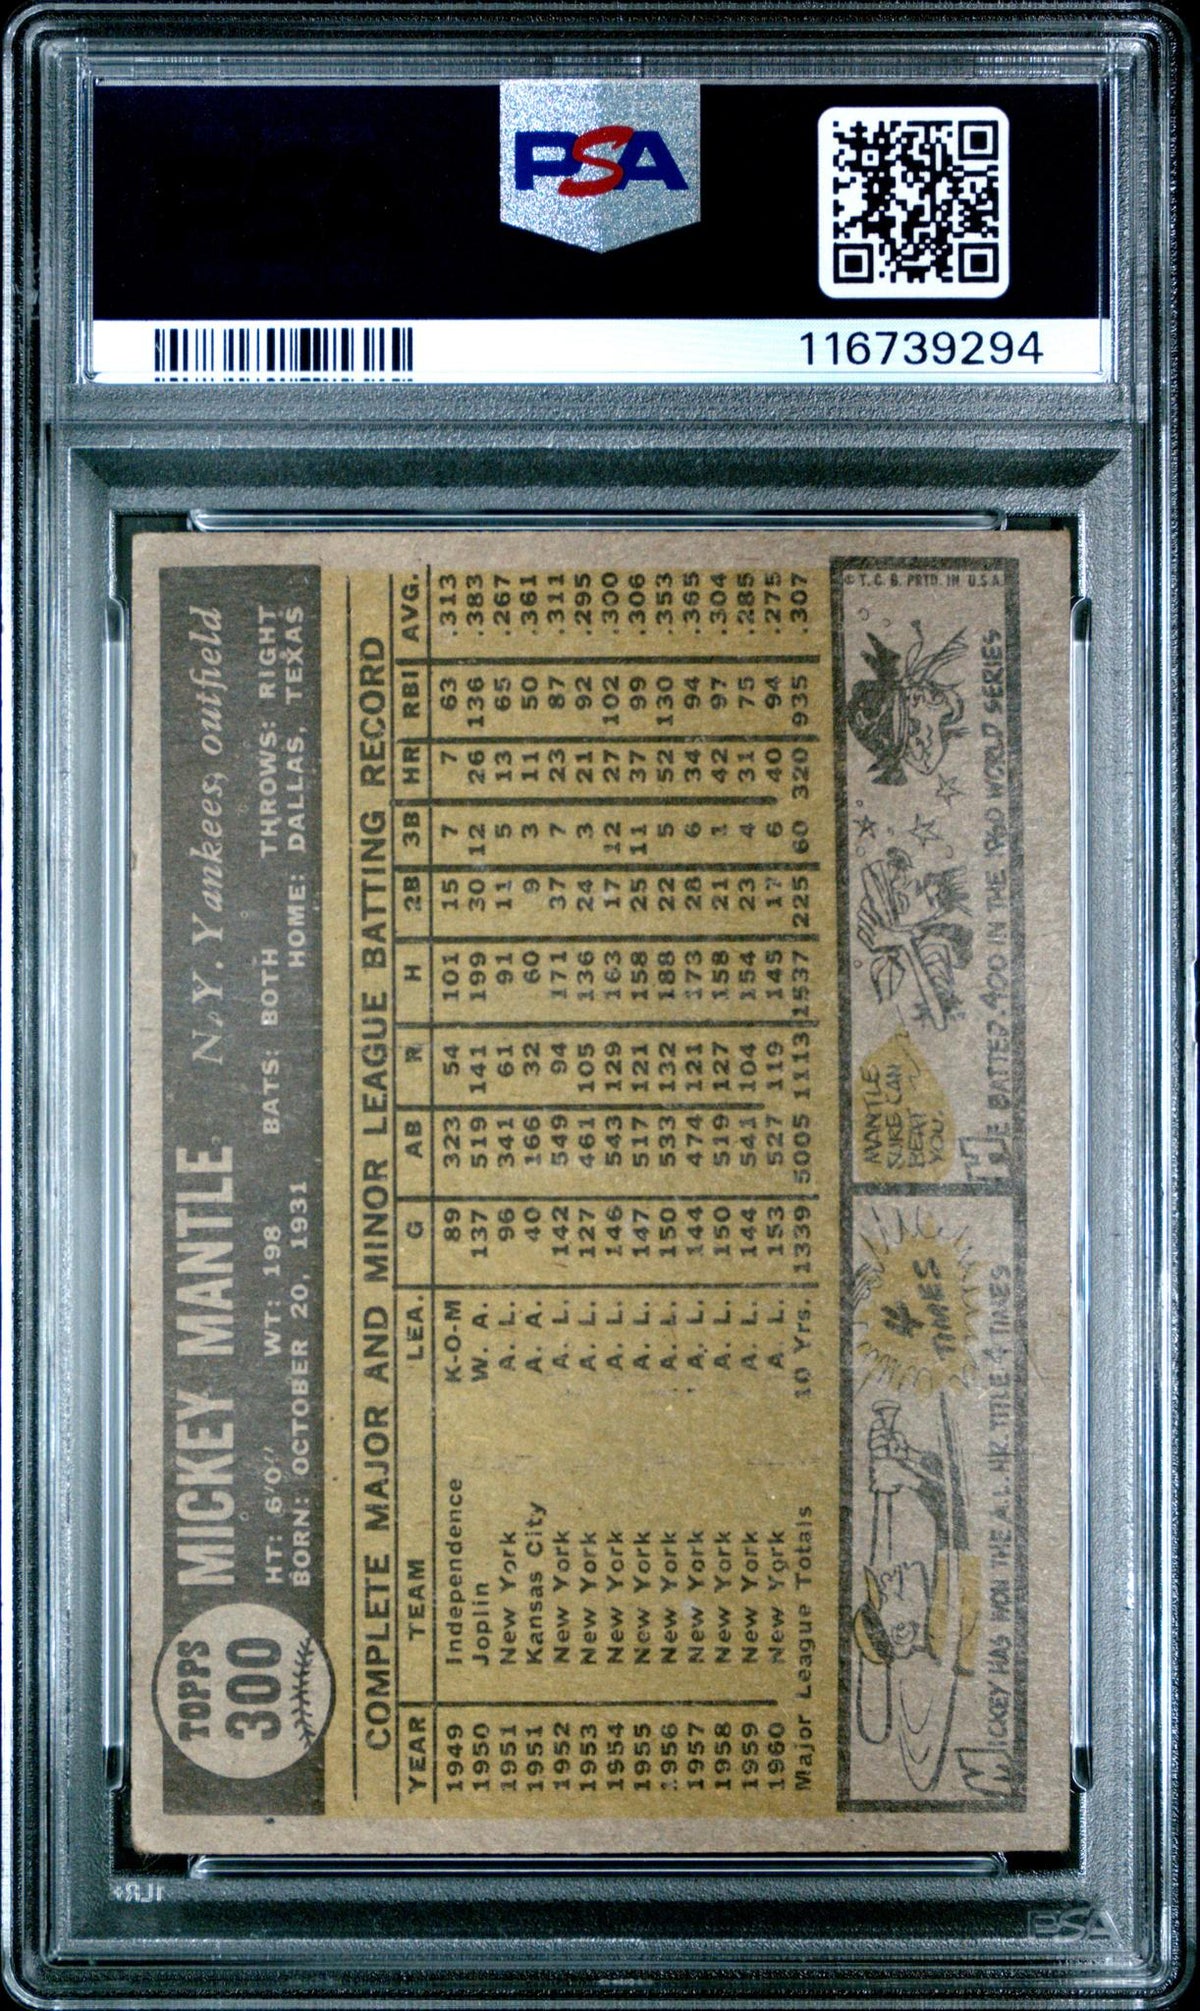 PSA
116739294
TOPPS
300
MICKEY MANTLE N. Y. Yankees, outfield
HT: 6'0" WT: 198 BATS: BOTH THROWS: RIGHT
BORN: OCTOBER 20, 1931 HOME: DALLAS, TEXAS
COMPLETE MAJOR AND MINOR LEAGUE BATTING RECORD
YEAR TEAM LEA. G AB R H 2B 3B HR RBI AVG.
1949 Independence K-O-M 89 323 54 101 15 7 7 63 .313
1950 Joplin W. A. 137 519 141 199 30 12 26 136 .383
1951 New York A. L. 96 341 61 91 11 5 13 65 .267
1951 Kansas City A. A. 40 166 32 60 9 3 11 50 .361
1952 New York A. L. 142 549 94 171 37 7 23 87 .311
1953 New York A. L. 127 461 105 136 24 3 21 92 .295
1954 New York A. L. 146 543 129 163 17 12 27 102 .300
1955 New York A. L. 147 517 121 158 25 11 37 99 .306
1956 New York A. L. 150 533 132 188 22 5 52 130 .353
1957 New York A. L. 144 474 121 173 28 6 34 94 .365
1958 New York A. L. 150 519 127 158 21 1 42 97 .304
1959 New York A. L. 144 541 104 154 23 4 31 75 .285
1960 New York A. L. 153 527 119 145 17 6 40 94 .275
Major League Totals 10 Yrs. 1339 5005 1113 1537 225 60 320 935 .307
4
TIMES
MICKEY HAS WON THE A.L. HR. TITLE 4 TIMES
MANTLE
SURE CAN
BEAT
YOU.
HE BATTED .400 IN THE 1960 WORLD SERIES
© T. C. G. PRTD. IN U.S.A.
1LR+
PSA